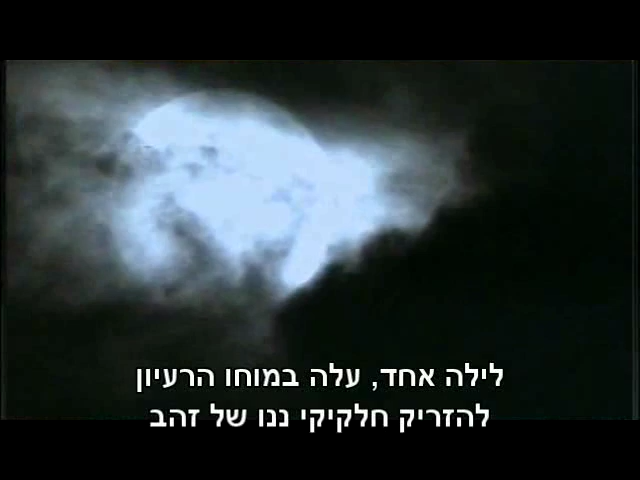 לילה אחד, עלה במוחו הרעיון
להזריק חלקיקי ננו של זהב